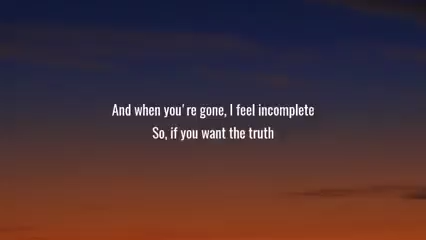 And when you're gone, I feel incomplete
So, if you want the truth